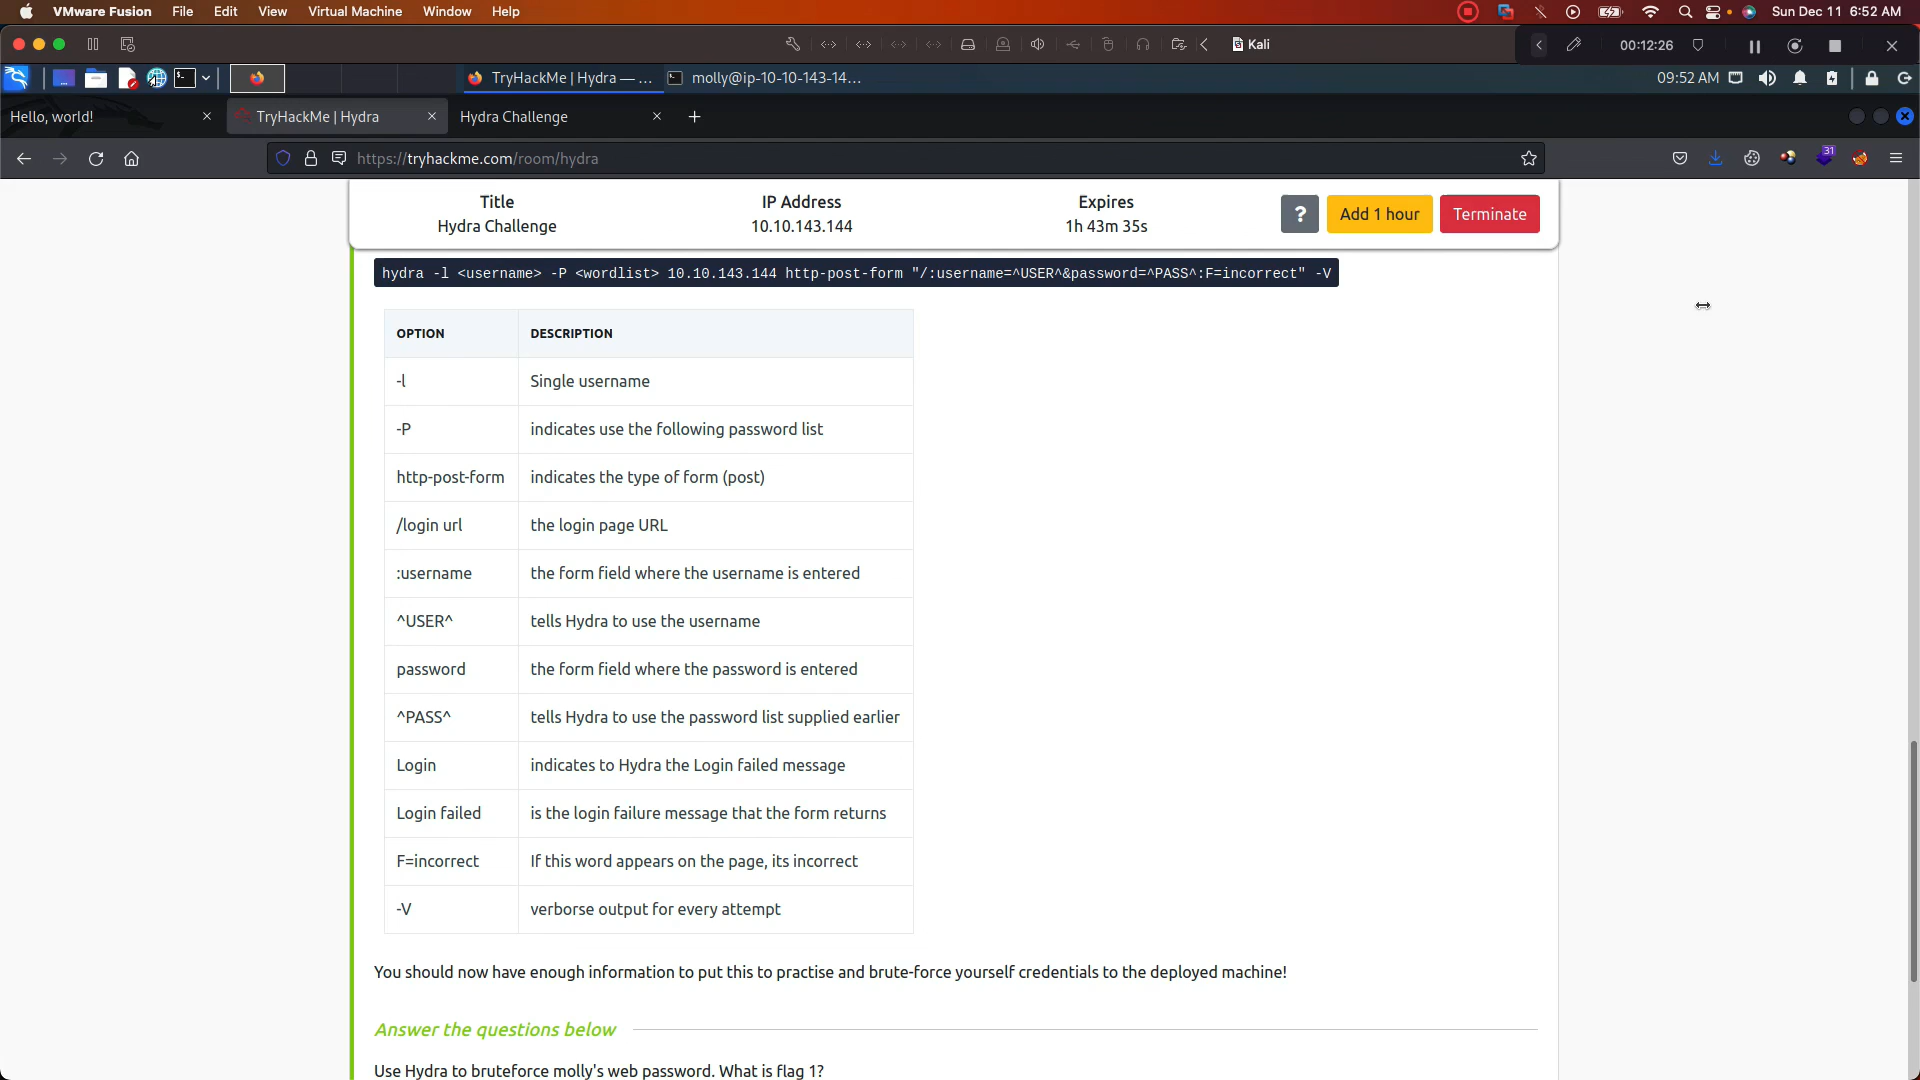 VMware Fusion File Edit View Virtual Machine Window Help Sun Dec 11 6:52 AM
Kali 00:12:26
TryHackMe | Hydra — ... molly@ip-10-10-143-14... 09:52 AM
Hello, world! TryHackMe | Hydra Hydra Challenge
https://tryhackme.com/room/hydra 31
Title IP Address Expires
Hydra Challenge 10.10.143.144 1h 43m 35s ? Add 1 hour Terminate
hydra -l <username> -P <wordlist> 10.10.143.144 http-post-form "/:username=^USER^&password=^PASS^:F=incorrect" -V
OPTION DESCRIPTION
-l Single username
-P indicates use the following password list
http-post-form indicates the type of form (post)
/login url the login page URL
:username the form field where the username is entered
^USER^ tells Hydra to use the username
password the form field where the password is entered
^PASS^ tells Hydra to use the password list supplied earlier
Login indicates to Hydra the Login failed message
Login failed is the login failure message that the form returns
F=incorrect If this word appears on the page, its incorrect
-V verborse output for every attempt
You should now have enough information to put this to practise and brute-force yourself credentials to the deployed machine!
Answer the questions below
Use Hydra to bruteforce molly's web password. What is flag 1?